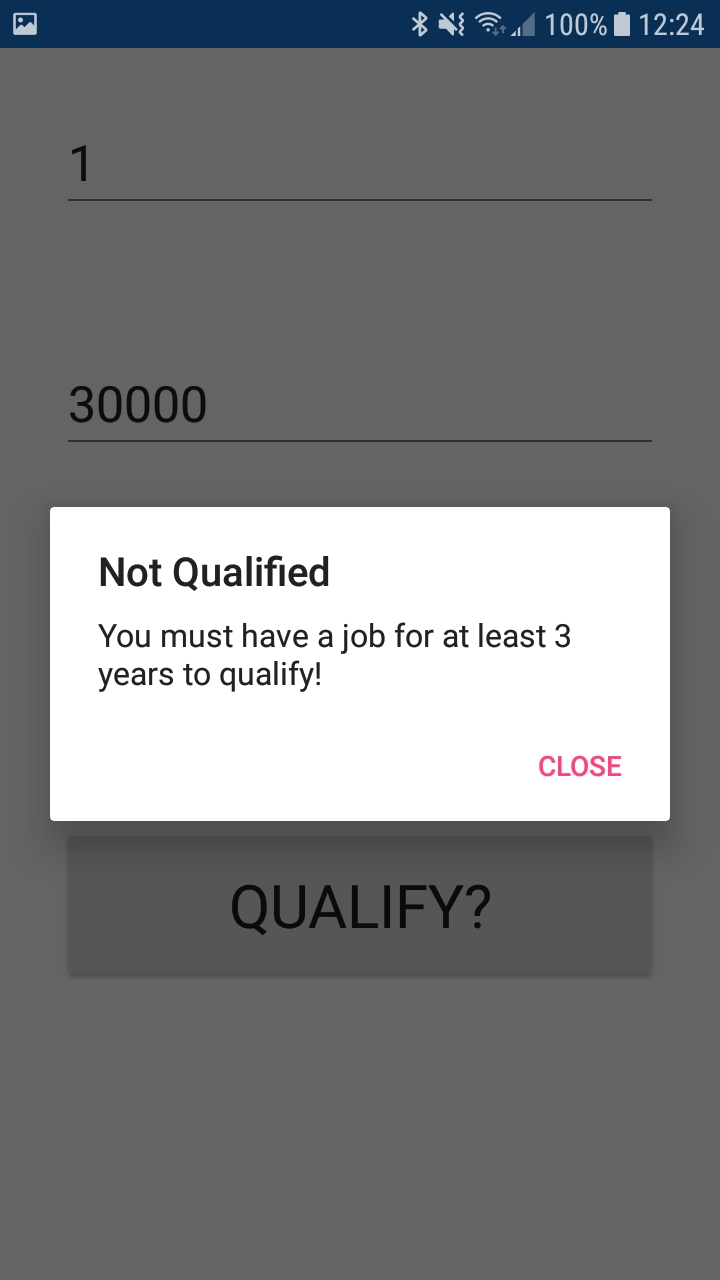 100% 12:24
1
30000
Not Qualified
You must have a job for at least 3
years to qualify!
CLOSE
QUALIFY?